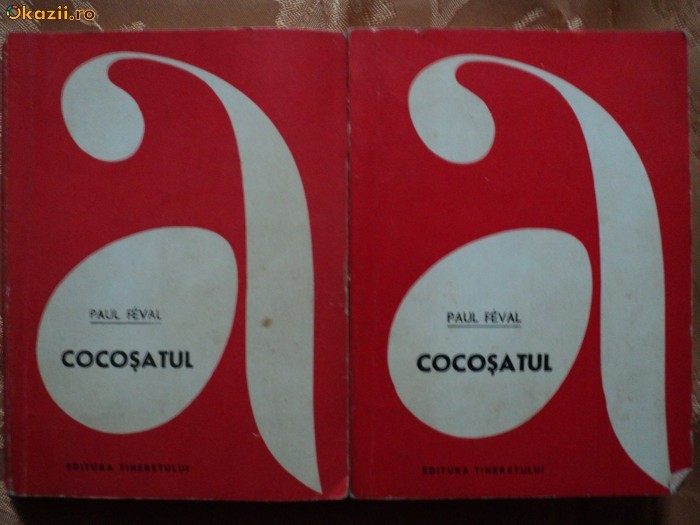 Okazii.ro
a
PAUL FÉVAL
COCOȘATUL
EDITURA TINERETULUI
a
PAUL FÉVAL
COCOȘATUL
EDITURA TINERETULUI